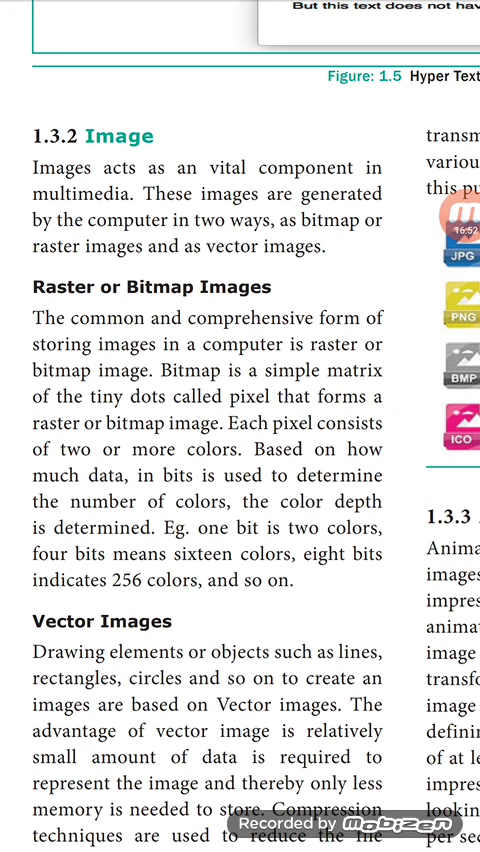 But this text does not hav
Figure: 1.5 Hyper Text
1.3.2 Image
Images acts as an vital component in
multimedia. These images are generated
by the computer in two ways, as bitmap or
raster images and as vector images.
Raster or Bitmap Images
The common and comprehensive form of
storing images in a computer is raster or
bitmap image. Bitmap is a simple matrix
of the tiny dots called pixel that forms a
raster or bitmap image. Each pixel consists
of two or more colors. Based on how
much data, in bits is used to determine
the number of colors, the color depth
is determined. Eg. one bit is two colors,
four bits means sixteen colors, eight bits
indicates 256 colors, and so on.
Vector Images
Drawing elements or objects such as lines,
rectangles, circles and so on to create an
images are based on Vector images. The
advantage of vector image is relatively
small amount of data is required to
represent the image and thereby only less
memory is needed to store. Compression
techniques are used to reduce the file
transm
various
this pu
16:52
JPG
PNG
BMP
ICO
1.3.3
Anima
images
impres
animat
image
transfo
image
definin
of at le
impres
looking
per sec
Recorded by mobizen